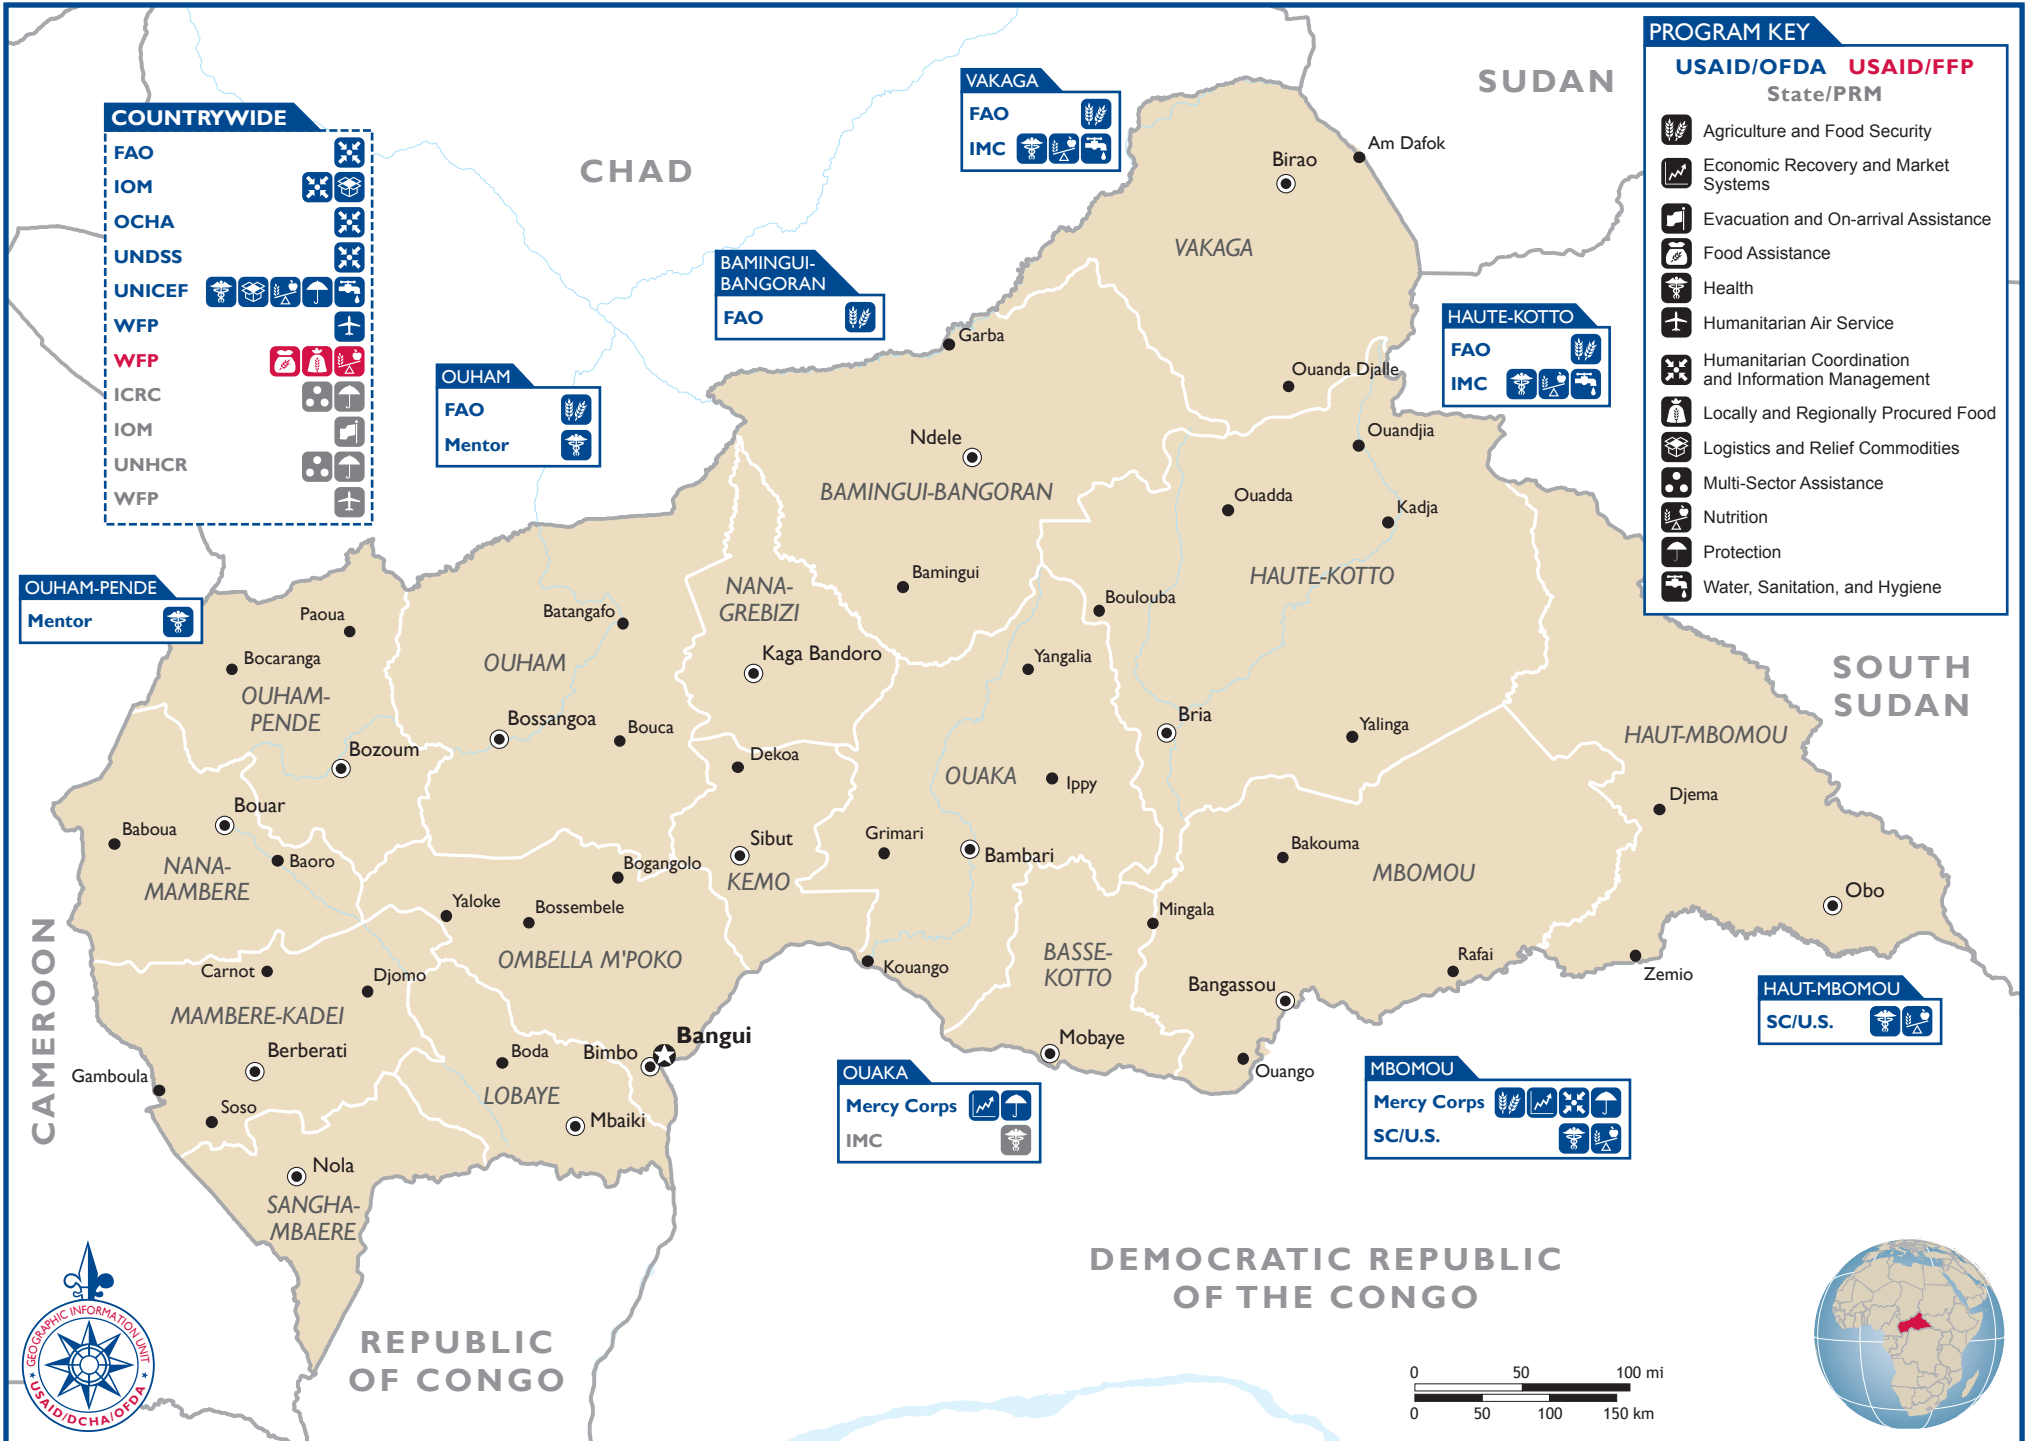 PROGRAM KEY
USAID/OFDA USAID/FFP
State/PRM
Agriculture and Food Security
Economic Recovery and Market
Systems
Evacuation and On-arrival Assistance
Food Assistance
Health
Humanitarian Air Service
Humanitarian Coordination
and Information Management
Locally and Regionally Procured Food
Logistics and Relief Commodities
Multi-Sector Assistance
Nutrition
Protection
Water, Sanitation, and Hygiene
COUNTRYWIDE
FAO
IOM
OCHA
UNDSS
UNICEF
WFP
WFP
ICRC
IOM
UNHCR
WFP
VAKAGA
FAO
IMC
BAMINGUI-
BANGORAN
FAO
OUHAM
FAO
Mentor
HAUTE-KOTTO
FAO
IMC
OUHAM-PENDE
Mentor
HAUT-MBOMOU
SC/U.S.
OUAKA
Mercy Corps
IMC
MBOMOU
Mercy Corps
SC/U.S.
SUDAN
CHAD
SOUTH
SUDAN
CAMEROON
DEMOCRATIC REPUBLIC
OF THE CONGO
REPUBLIC
OF CONGO
Am Dafok
Birao
VAKAGA
Garba
Ouanda Djalle
Ouandjia
Ndele
BAMINGUI-BANGORAN
Ouadda
Kadja
Bamingui
HAUTE-KOTTO
NANA-
GREBIZI
Boulouba
Batangafo
Paoua
Bocaranga
OUHAM
Kaga Bandoro
Yangalia
OUHAM-
PENDE
Bossangoa
Bouca
Bria
Yalinga
HAUT-MBOMOU
Bozoum
Dekoa
OUAKA
Ippy
Djema
Bouar
Baboua
Baoro
NANA-
MAMBERE
Sibut
Grimari
Bambari
Bakouma
Bogangolo
KEMO
MBOMOU
Obo
Yaloke
Bossembele
Mingala
OMBELLA M'POKO
BASSE-
KOTTO
Kouango
Rafai
Zemio
Carnot
Djomo
Bangassou
MAMBERE-KADEI
Bangui
Mobaye
Berberati
Boda
Bimbo
Ouango
Gamboula
LOBAYE
Soso
Mbaiki
Nola
SANGHA-
MBAERE
GEOGRAPHIC INFORMATION UNIT
USAID/DCHA/OFDA
0 50 100 mi
0 50 100 150 km